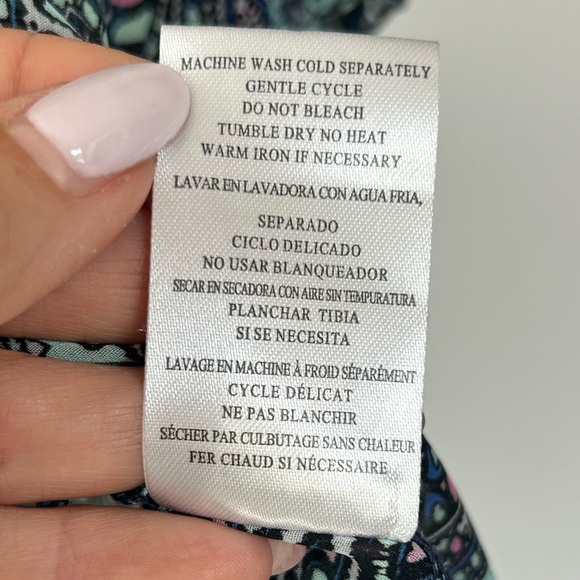 MACHINE WASH COLD SEPARATELY
GENTLE CYCLE
DO NOT BLEACH
TUMBLE DRY NO HEAT
WARM IRON IF NECESSARY
LAVAR EN LAVADORA CON AGUA FRIA,
SEPARADO
CICLO DELICADO
NO USAR BLANQUEADOR
SECAR EN SECADORA CON AIRE SIN TEMPURATURA
PLANCHAR TIBIA
SI SE NECESITA
LAVAGE EN MACHINE À FROID SÉPARÉMENT
CYCLE DÉLICAT
NE PAS BLANCHIR
SÉCHER PAR CULBUTAGE SANS CHALEUR
FER CHAUD SI NÉCESSAIRE